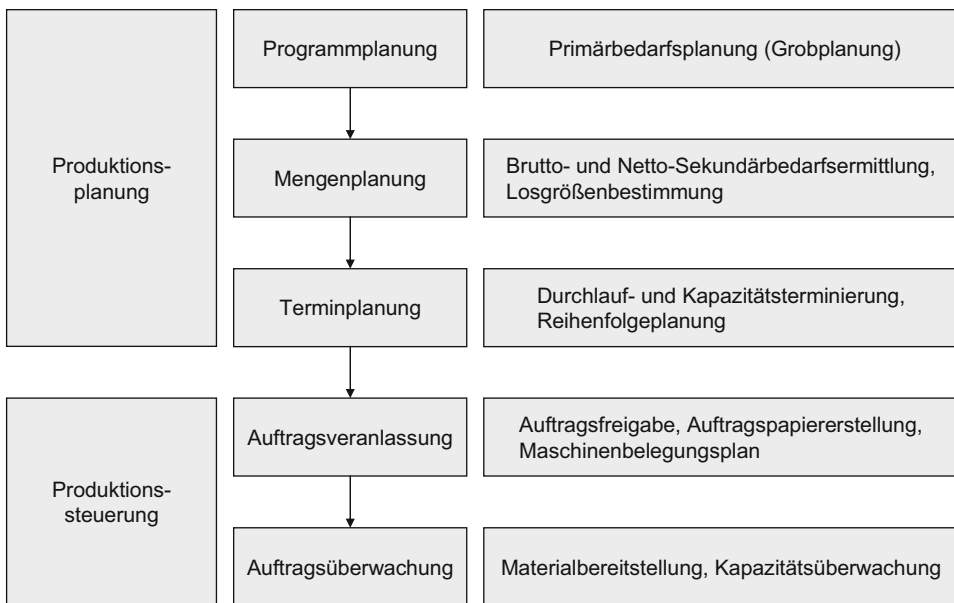 Programmplanung
Primärbedarfsplanung (Grobplanung)
Produktions-
planung
Mengenplanung
Brutto- und Netto-Sekundärbedarfsermittlung,
Losgrößenbestimmung
Terminplanung
Durchlauf- und Kapazitätsterminierung,
Reihenfolgeplanung
Produktions-
steuerung
Auftragsveranlassung
Auftragsfreigabe, Auftragspapiererstellung,
Maschinenbelegungsplan
Auftragsüberwachung
Materialbereitstellung, Kapazitätsüberwachung